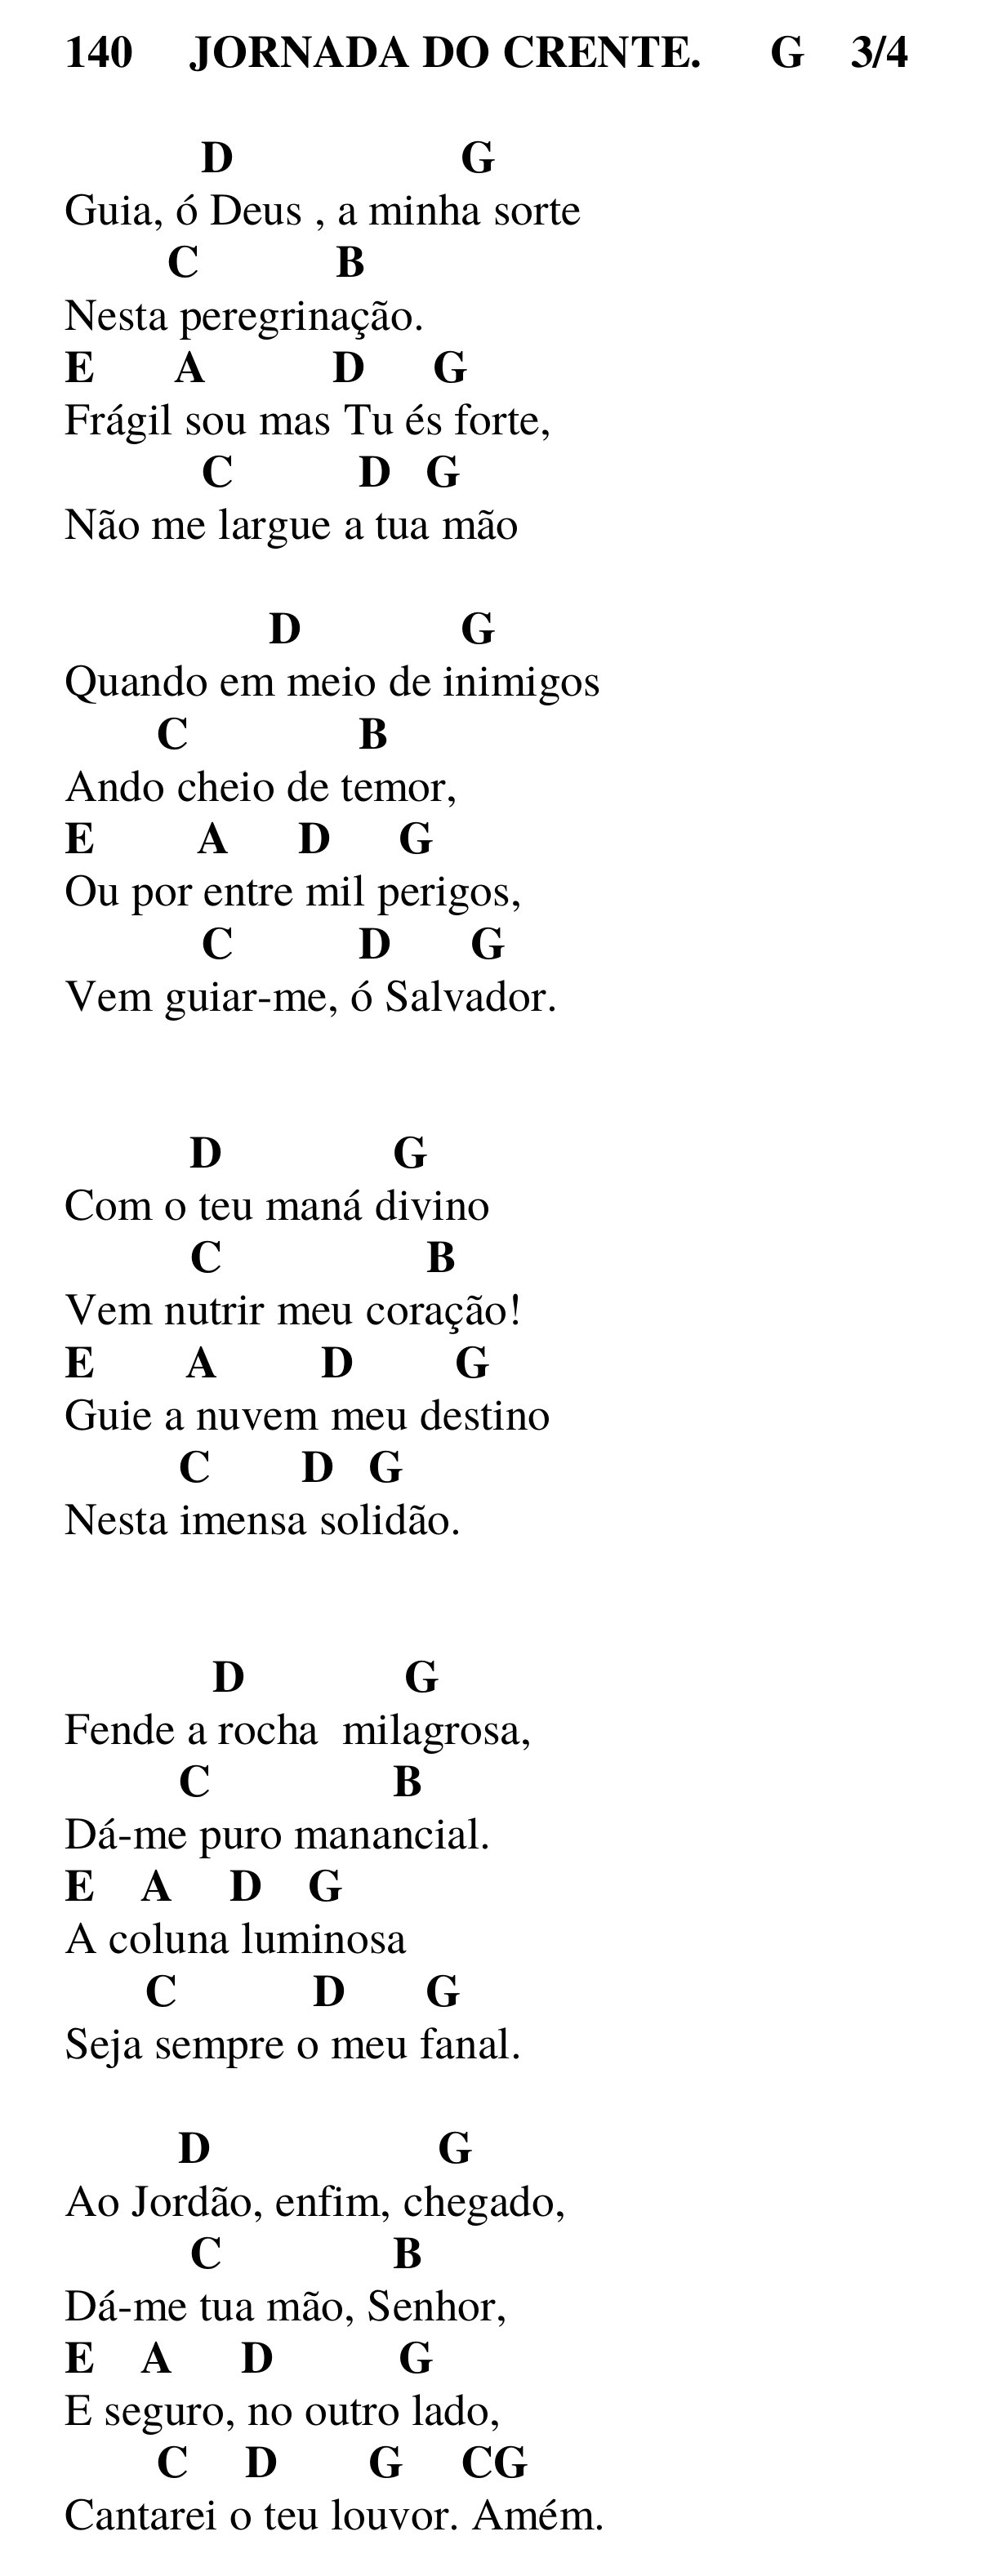 140     JORNADA DO CRENTE.      G    3/4
            D                    G
Guia, ó Deus , a minha sorte
         C            B
Nesta peregrinação.
E       A           D      G
Frágil sou mas Tu és forte,
            C           D   G
Não me largue a tua mão
                  D              G
Quando em meio de inimigos
        C               B
Ando cheio de temor,
E         A      D      G
Ou por entre mil perigos,
            C           D       G
Vem guiar-me, ó Salvador.
           D               G
Com o teu maná divino
           C                  B
Vem nutrir meu coração!
E        A         D         G
Guie a nuvem meu destino
          C        D   G
Nesta imensa solidão.
             D              G
Fende a rocha  milagrosa,
          C                B
Dá-me puro manancial.
E    A     D    G
A coluna luminosa
       C            D       G
Seja sempre o meu fanal.
          D                    G
Ao Jordão, enfim, chegado,
           C               B
Dá-me tua mão, Senhor,
E    A      D           G
E seguro, no outro lado,
        C     D        G     CG
Cantarei o teu louvor. Amém.